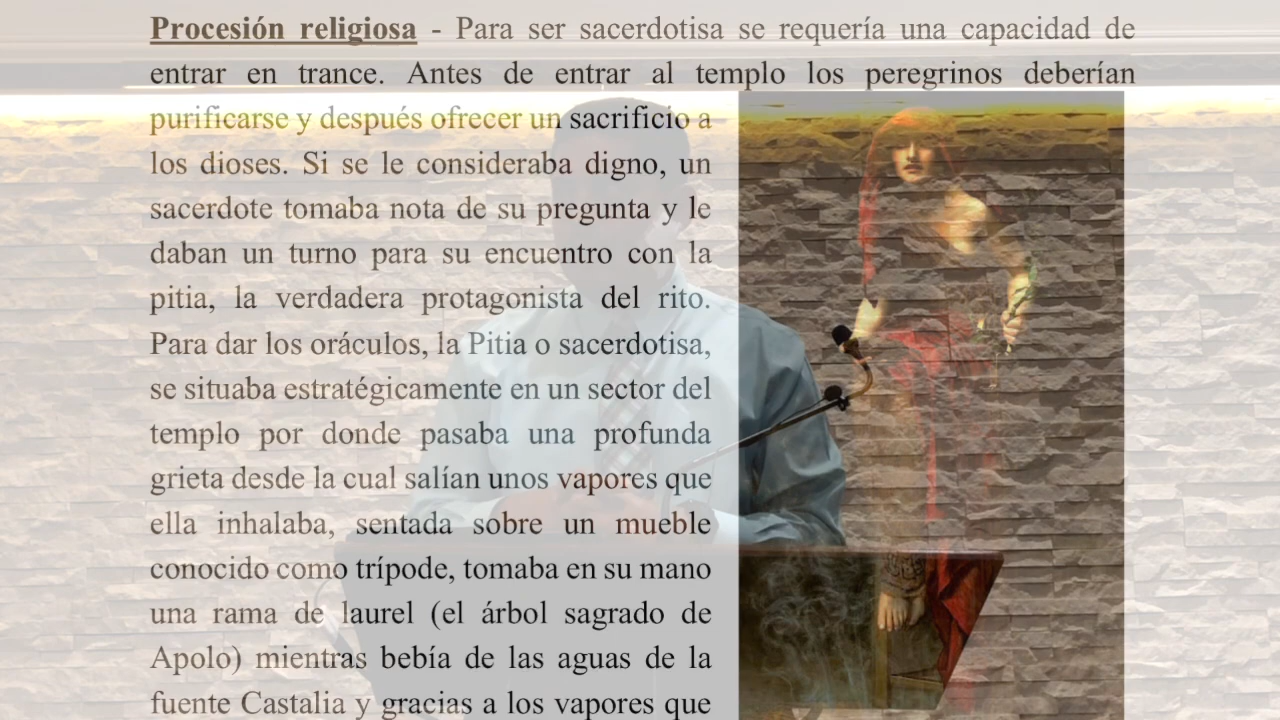 Procesión religiosa - Para ser sacerdotisa se requería una capacidad de
entrar en trance. Antes de entrar al templo los peregrinos deberían
purificarse y después ofrecer un sacrificio a
los dioses. Si se le consideraba digno, un
sacerdote tomaba nota de su pregunta y le
daban un turno para su encuentro con la
pitia, la verdadera protagonista del rito.
Para dar los oráculos, la Pitia o sacerdotisa,
se situaba estratégicamente en un sector del
templo por donde pasaba una profunda
grieta desde la cual salían unos vapores que
ella inhalaba, sentada sobre un mueble
conocido como trípode, tomaba en su mano
una rama de laurel (el árbol sagrado de
Apolo) mientras bebía de las aguas de la
fuente Castalia y gracias a los vapores que